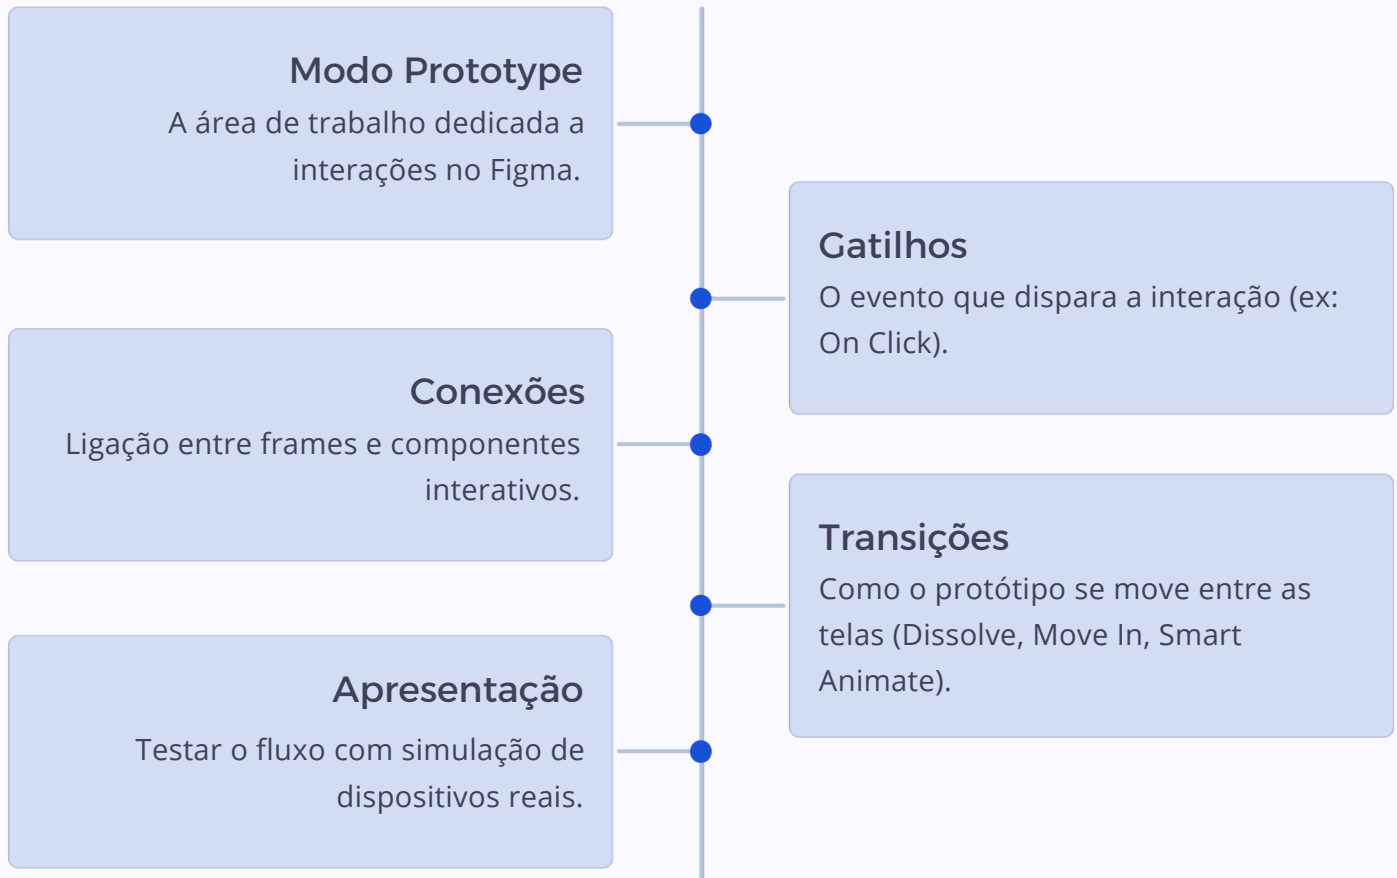 Modo Prototype
A área de trabalho dedicada a
interações no Figma.
Gatilhos
O evento que dispara a interação (ex:
On Click).
Conexões
Ligação entre frames e componentes
interativos.
Transições
Como o protótipo se move entre as
telas (Dissolve, Move In, Smart
Animate).
Apresentação
Testar o fluxo com simulação de
dispositivos reais.